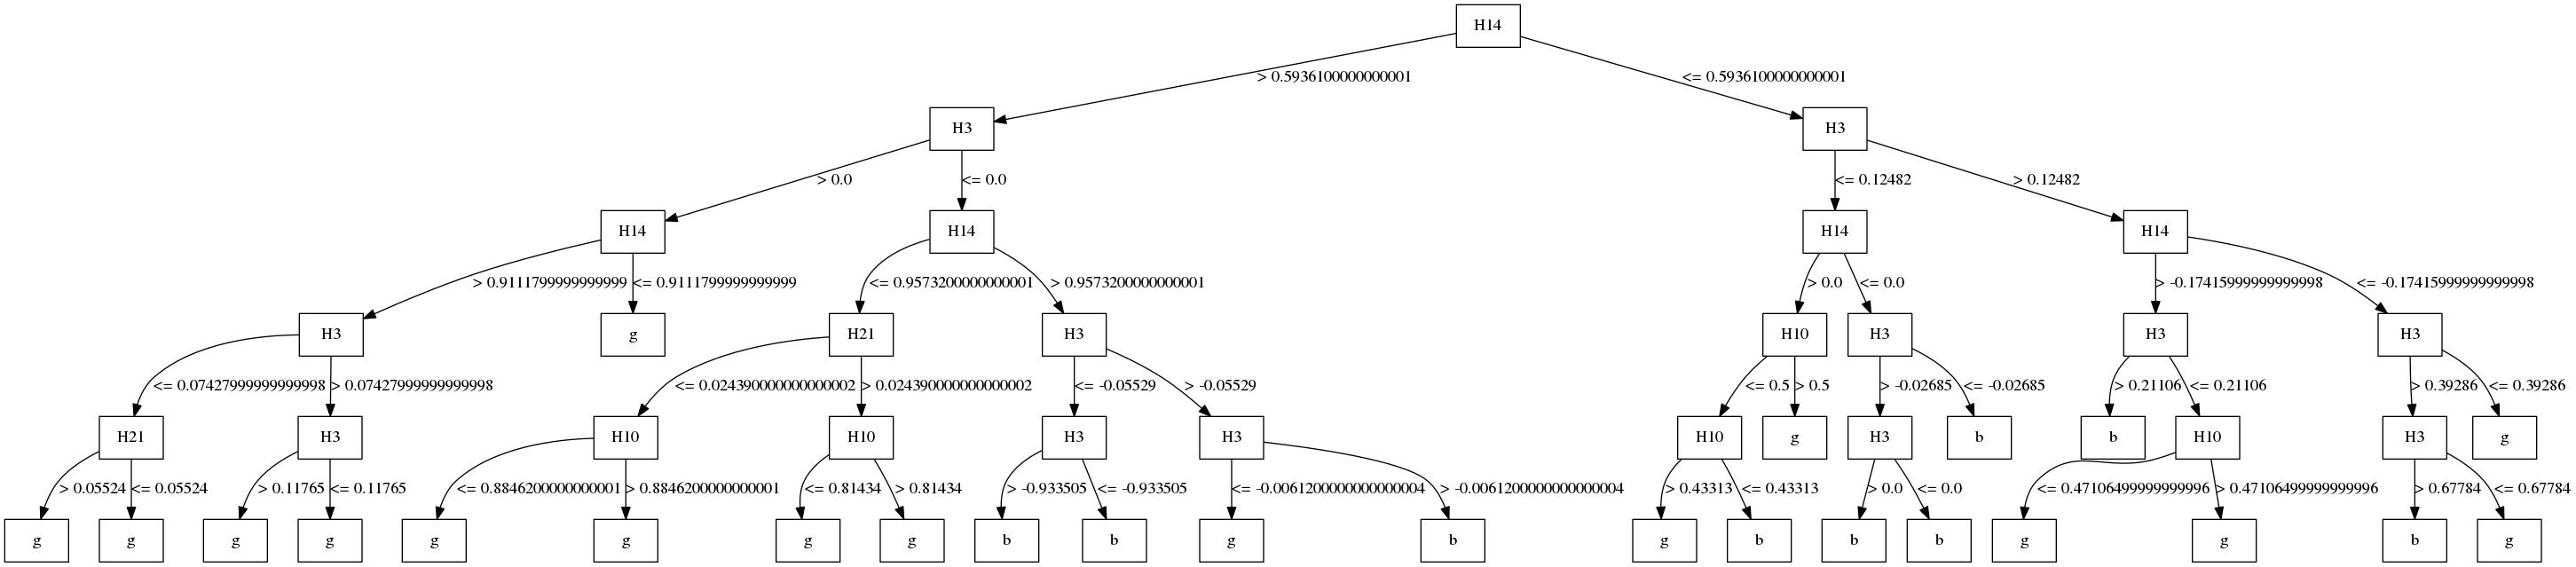 H14
> 0.5936100000000001 <= 0.5936100000000001
H3 H3
> 0.0 <= 0.0 <= 0.12482 > 0.12482
H14 H14 H14 H14
> 0.9111799999999999 <= 0.9111799999999999 <= 0.9573200000000001 > 0.9573200000000001 > 0.0 <= 0.0 > -0.17415999999999998 <= -0.17415999999999998
H3 g H21 H3 H10 H3 H3 H3
<= 0.07427999999999998 > 0.07427999999999998 <= 0.024390000000000002 > 0.024390000000000002 <= -0.05529 > -0.05529 <= 0.5 > 0.5 > -0.02685 <= -0.02685 > 0.21106 <= 0.21106 > 0.39286 <= 0.39286
H21 H3 H10 H10 H3 H3 H10 g H3 b b H10 H3 g
> 0.05524 <= 0.05524 > 0.11765 <= 0.11765 <= 0.8846200000000001 > 0.8846200000000001 <= 0.81434 > 0.81434 > -0.933505 <= -0.933505 <= -0.0061200000000000004 > -0.0061200000000000004 > 0.43313 <= 0.43313 > 0.0 <= 0.0 <= 0.47106499999999996 > 0.47106499999999996 > 0.67784 <= 0.67784
g g g g g g g g b b g b g b b b g g b g